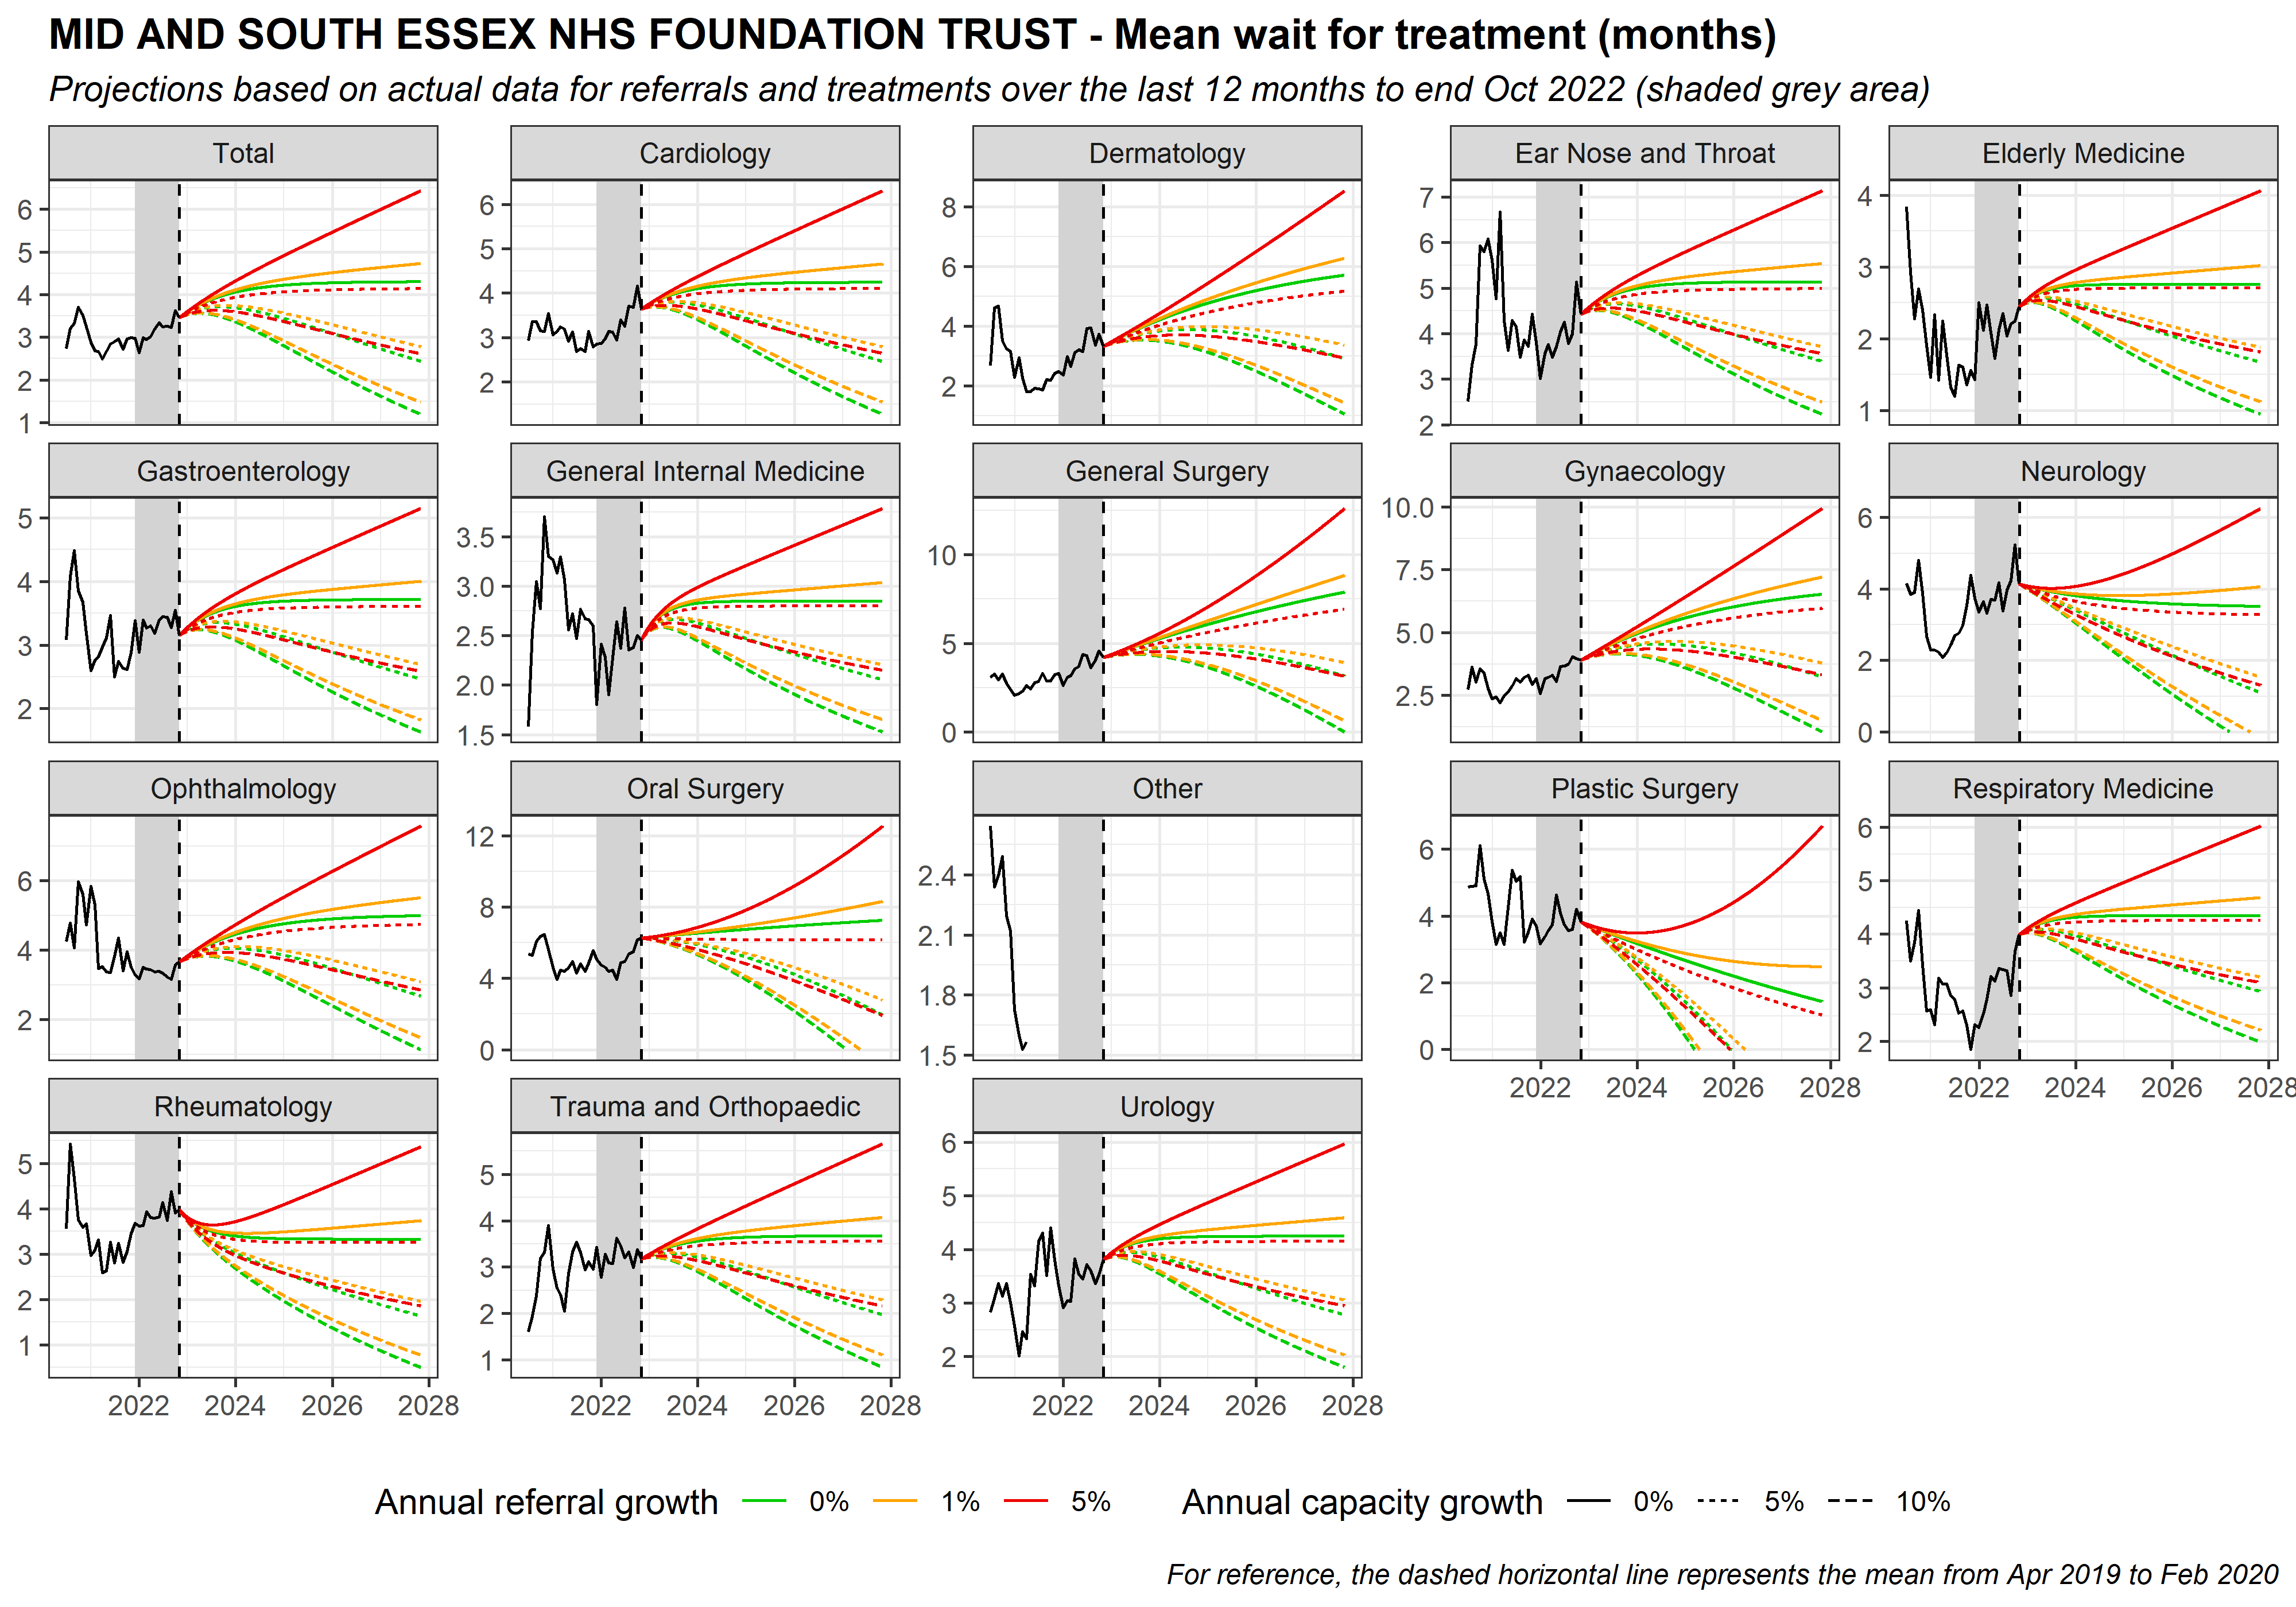 MID AND SOUTH ESSEX NHS FOUNDATION TRUST - Mean wait for treatment (months)
Projections based on actual data for referrals and treatments over the last 12 months to end Oct 2022 (shaded grey area)
Total
Cardiology
Dermatology
Ear Nose and Throat
Elderly Medicine
6
5
4
3
2
1
6
5
4
3
2
8
6
4
2
7
6
5
4
3
2
4
3
2
1
Gastroenterology
General Internal Medicine
General Surgery
Gynaecology
Neurology
5
4
3
2
3.5
3.0
2.5
2.0
1.5
10
5
0
10.0
7.5
5.0
2.5
6
4
2
0
Ophthalmology
Oral Surgery
Other
Plastic Surgery
Respiratory Medicine
6
4
2
12
8
4
0
2.4
2.1
1.8
1.5
6
4
2
0
6
5
4
3
2
2022 2024 2026 2028
2022 2024 2026 2028
Rheumatology
Trauma and Orthopaedic
Urology
5
4
3
2
1
5
4
3
2
1
6
5
4
3
2
2022 2024 2026 2028
2022 2024 2026 2028
2022 2024 2026 2028
Annual referral growth 0% 1% 5% Annual capacity growth 0% 5% 10%
For reference, the dashed horizontal line represents the mean from Apr 2019 to Feb 2020